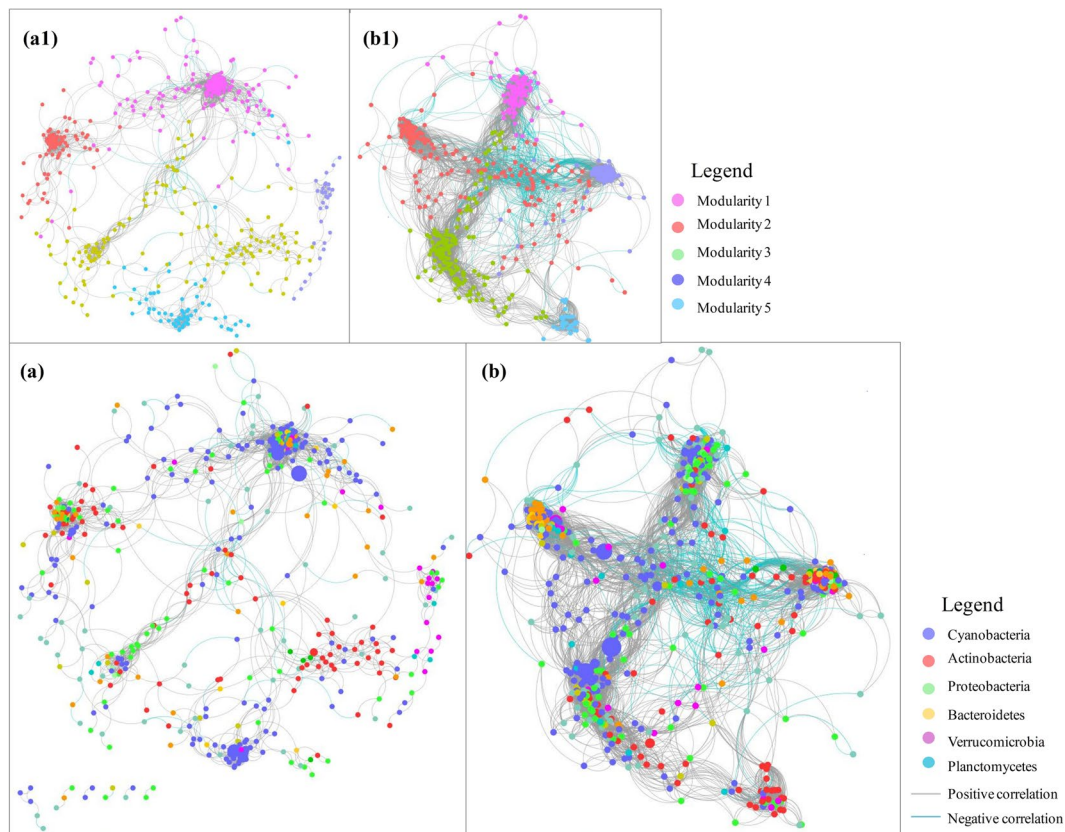 (a1)
(b1)
Legend
Modularity 1
Modularity 2
Modularity 3
Modularity 4
Modularity 5
(a)
(b)
Legend
Cyanobacteria
Actinobacteria
Proteobacteria
Bacteroidetes
Verrucomicrobia
Planctomycetes
Positive correlation
Negative correlation